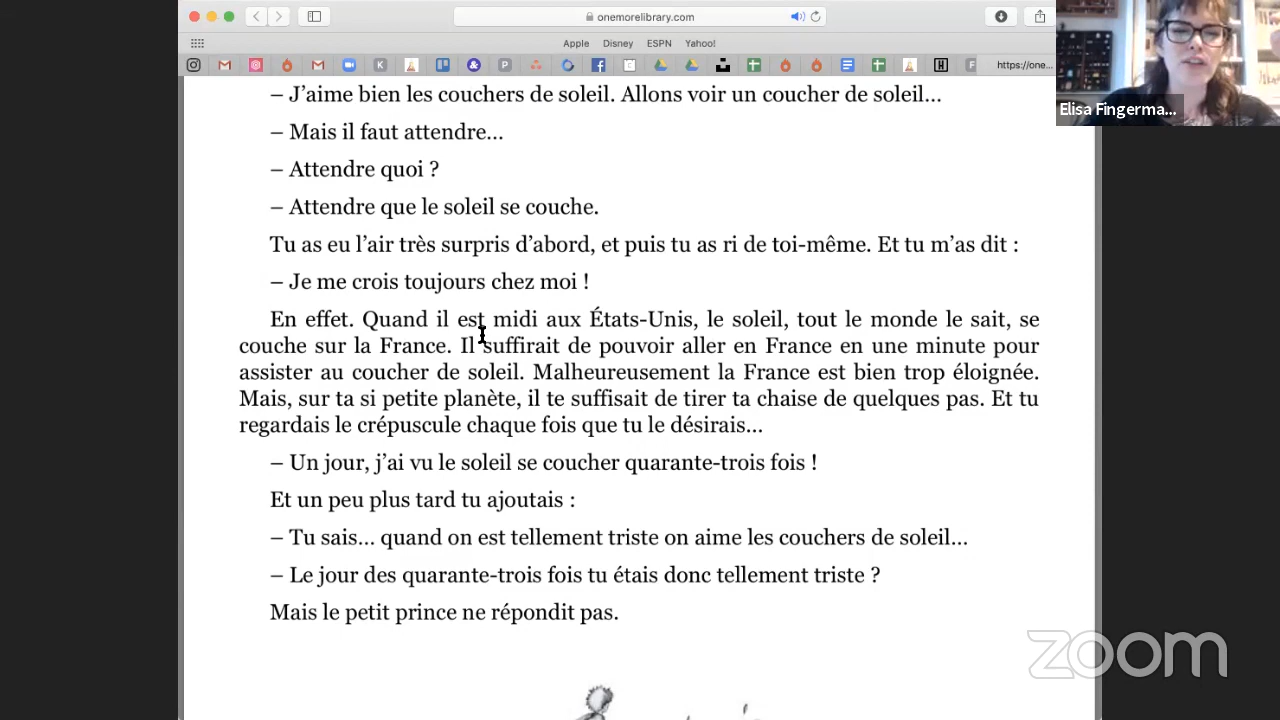 onemorelibrary.com
Apple Disney ESPN Yahoo!
K P H F https://one...
Elisa Fingerma...
– J’aime bien les couchers de soleil. Allons voir un coucher de soleil…
– Mais il faut attendre…
– Attendre quoi ?
– Attendre que le soleil se couche.
Tu as eu l’air très surpris d’abord, et puis tu as ri de toi-même. Et tu m’as dit :
– Je me crois toujours chez moi !
En effet. Quand il est midi aux États-Unis, le soleil, tout le monde le sait, se
couche sur la France. Il suffirait de pouvoir aller en France en une minute pour
assister au coucher de soleil. Malheureusement la France est bien trop éloignée.
Mais, sur ta si petite planète, il te suffisait de tirer ta chaise de quelques pas. Et tu
regardais le crépuscule chaque fois que tu le désirais…
– Un jour, j’ai vu le soleil se coucher quarante-trois fois !
Et un peu plus tard tu ajoutais :
– Tu sais… quand on est tellement triste on aime les couchers de soleil…
– Le jour des quarante-trois fois tu étais donc tellement triste ?
Mais le petit prince ne répondit pas.
zoom